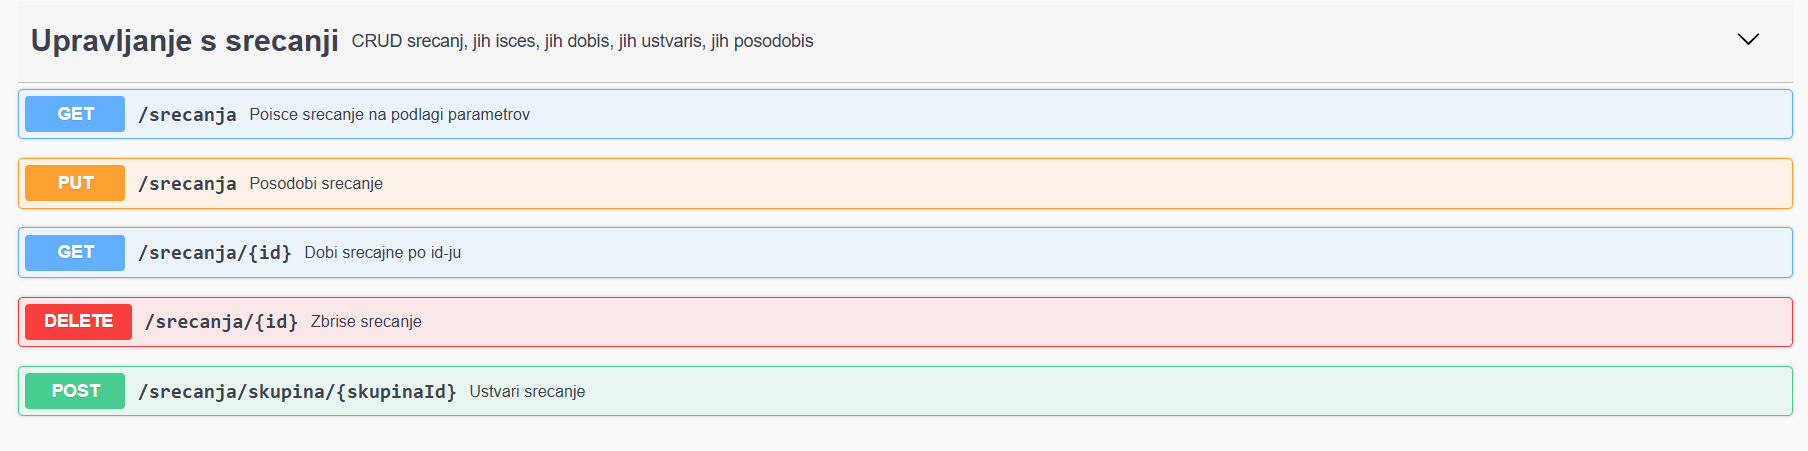 Upravljanje s srecanji CRUD srecanj, jih isces, jih dobis, jih ustvaris, jih posodobis
GET /srecanja Poisce srecanje na podlagi parametrov
PUT /srecanja Posodobi srecanje
GET /srecanja/{id} Dobi srecajne po id-ju
DELETE /srecanja/{id} Zbrise srecanje
POST /srecanja/skupina/{skupinaId} Ustvari srecanje